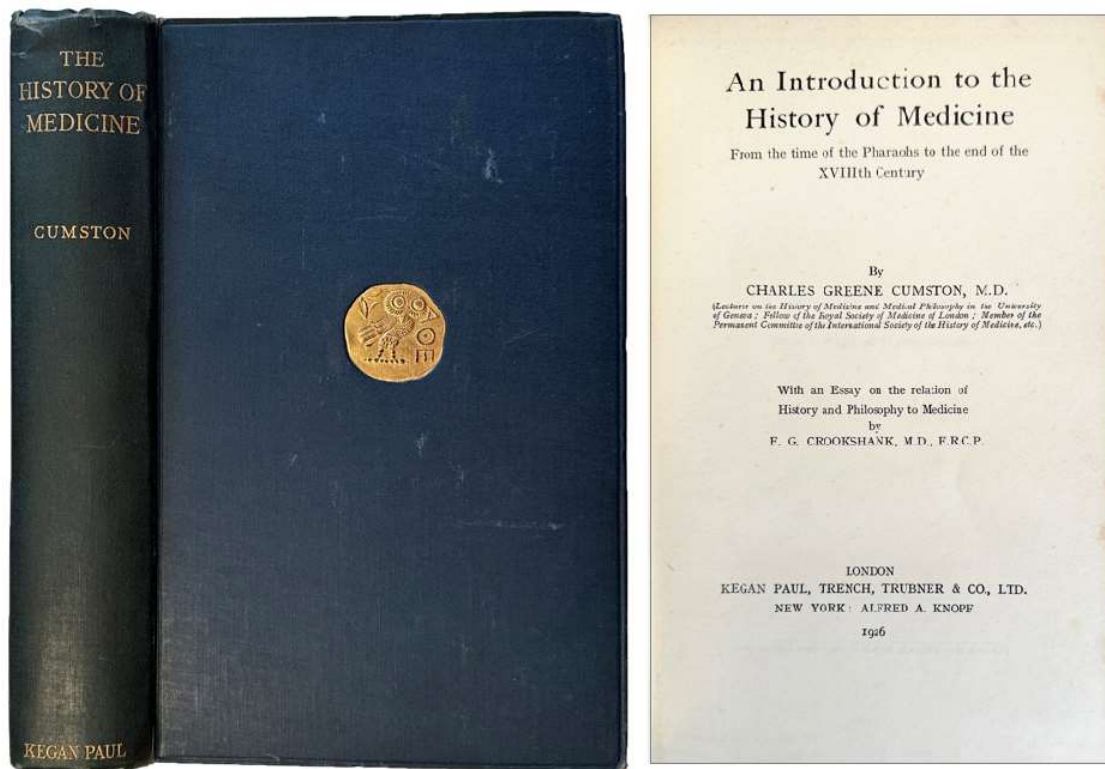 THE
HISTORY OF
MEDICINE
CUMSTON
KEGAN PAUL
An Introduction to the
History of Medicine
From the time of the Pharaohs to the end of the
XVIIIth Century
By
CHARLES GREENE CUMSTON, M.D.
(Lecturer on the History of Medicine and Medical Philosophy in the University
of Geneva; Fellow of the Royal Society of Medicine of London; Member of the
Permanent Committee of the International Society of the History of Medicine, etc.)
With an Essay on the relation of
History and Philosophy to Medicine
by
F. G. CROOKSHANK, M.D., F.R.C.P.
LONDON
KEGAN PAUL, TRENCH, TRUBNER & CO., LTD.
NEW YORK: ALFRED A. KNOPF
1926